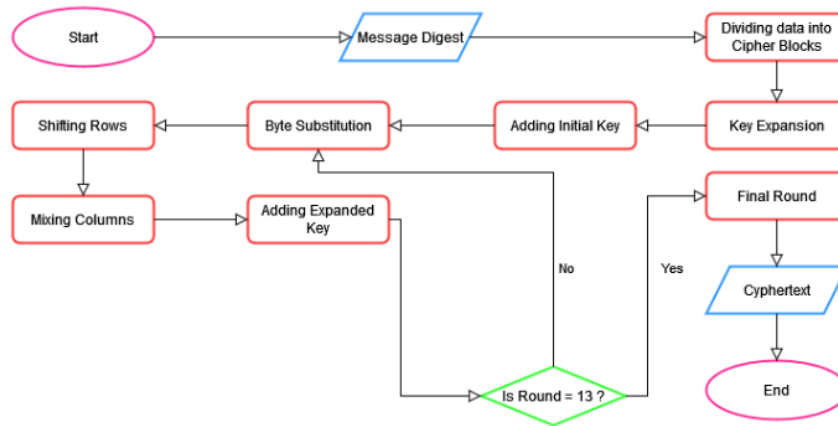 Start
Message Digest
Dividing data into
Cipher Blocks
Shifting Rows
Byte Substitution
Adding Initial Key
Key Expansion
Mixing Columns
Adding Expanded
Key
Final Round
No
Yes
Cyphertext
Is Round = 13 ?
End